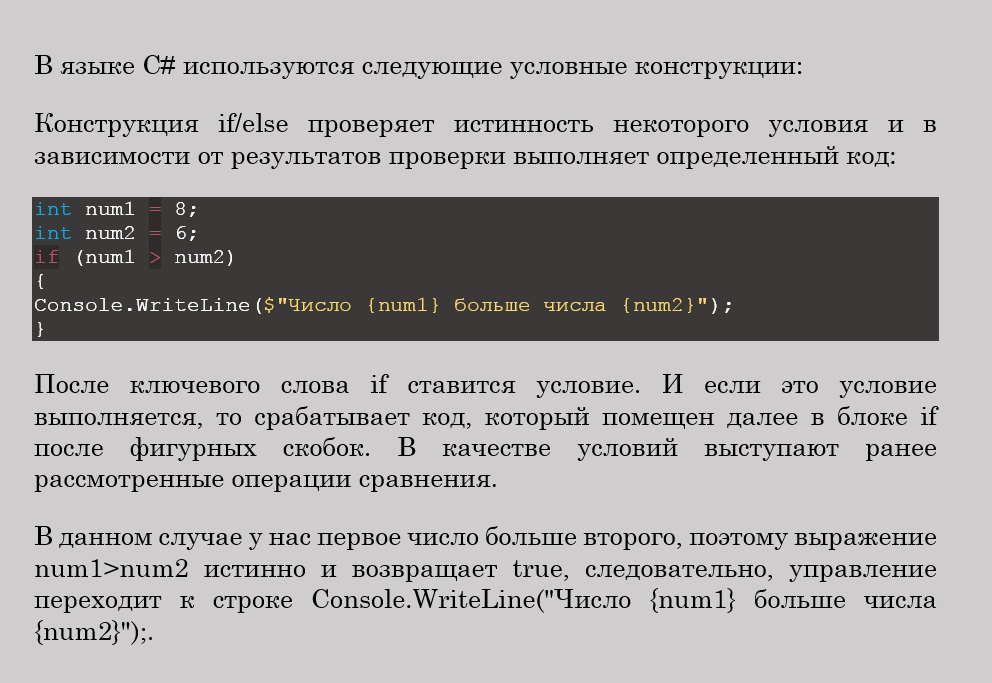 В языке C# используются следующие условные конструкции:
Конструкция if/else проверяет истинность некоторого условия и в
зависимости от результатов проверки выполняет определенный код:
int num1 = 8;
int num2 = 6;
if (num1 > num2)
{
Console.WriteLine($"Число {num1} больше числа {num2}");
}
После ключевого слова if ставится условие. И если это условие
выполняется, то срабатывает код, который помещен далее в блоке if
после фигурных скобок. В качестве условий выступают ранее
рассмотренные операции сравнения.
В данном случае у нас первое число больше второго, поэтому выражение
num1>num2 истинно и возвращает true, следовательно, управление
переходит к строке Console.WriteLine("Число {num1} больше числа
{num2}");.